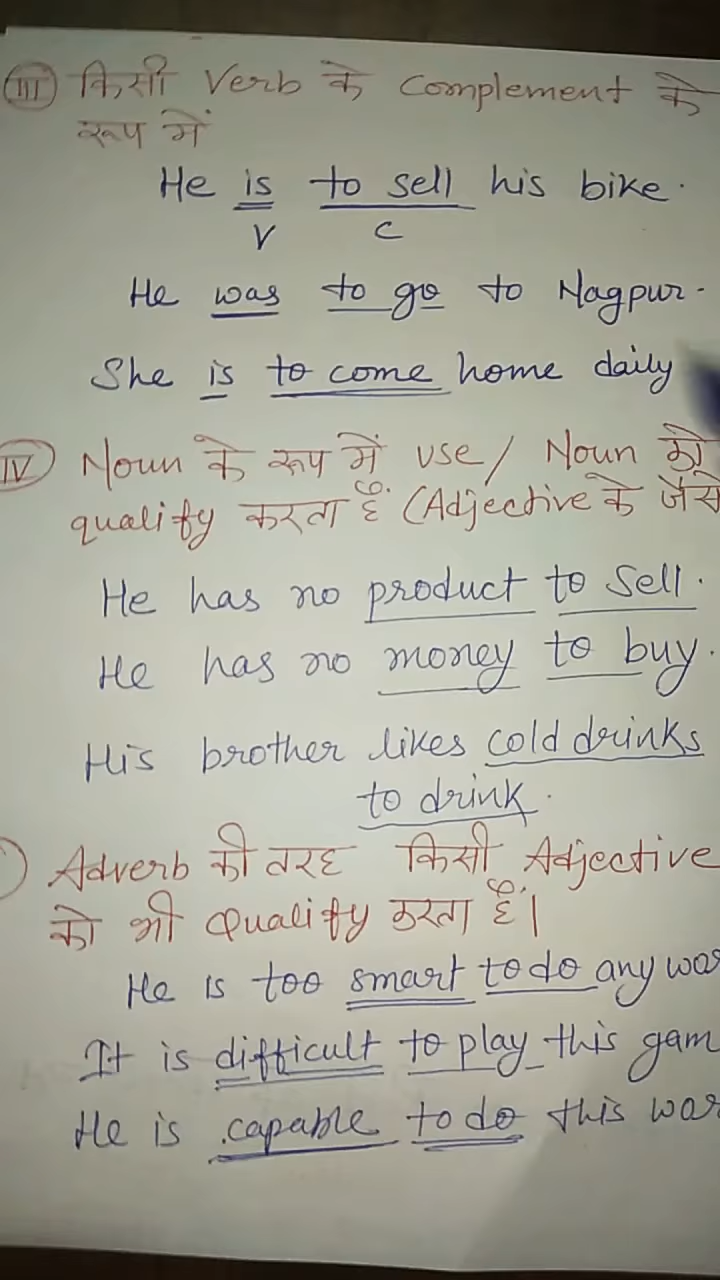 III किसी Verb के Complement के
रूप में
He is to sell his bike.
V C
He was to go to Nagpur.
She is to come home daily
IV Noun के रूप में use / Noun को
qualify करता है (Adjective के जैसे
He has no product to sell.
He has no money to buy.
His brother likes cold drinks
to drink.
Adverb की तरह किसी Adjective
को भी Qualify करता है।
He is too smart to do any
It is difficult to play this
He is capable to do this